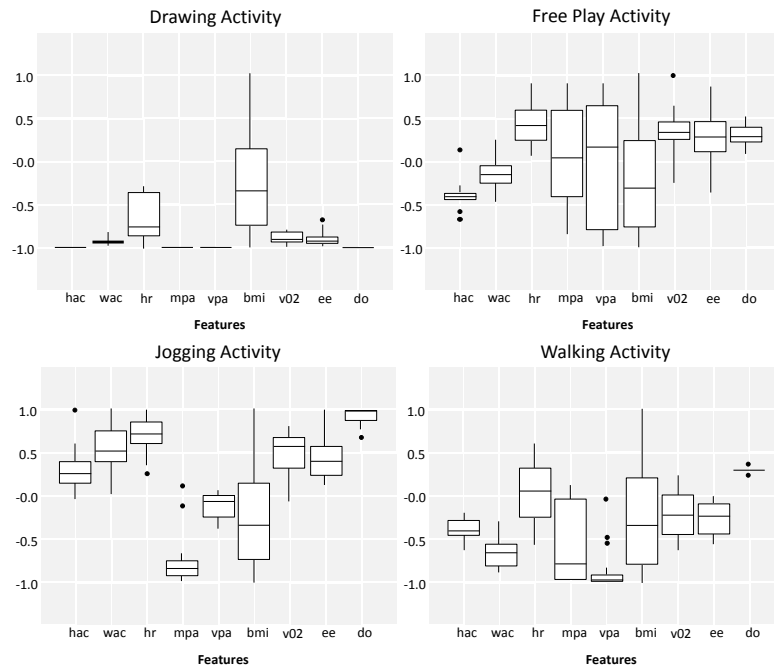 Drawing Activity
1.0
0.5
-0.0
-0.5
-1.0
hac wac hr mpa vpa bmi v02 ee do
Features
Free Play Activity
1.0
0.5
-0.0
-0.5
-1.0
hac wac hr mpa vpa bmi v02 ee do
Features
Jogging Activity
1.0
0.5
-0.0
-0.5
-1.0
hac wac hr mpa vpa bmi v02 ee do
Features
Walking Activity
1.0
0.5
-0.0
-0.5
-1.0
hac wac hr mpa vpa bmi v02 ee do
Features